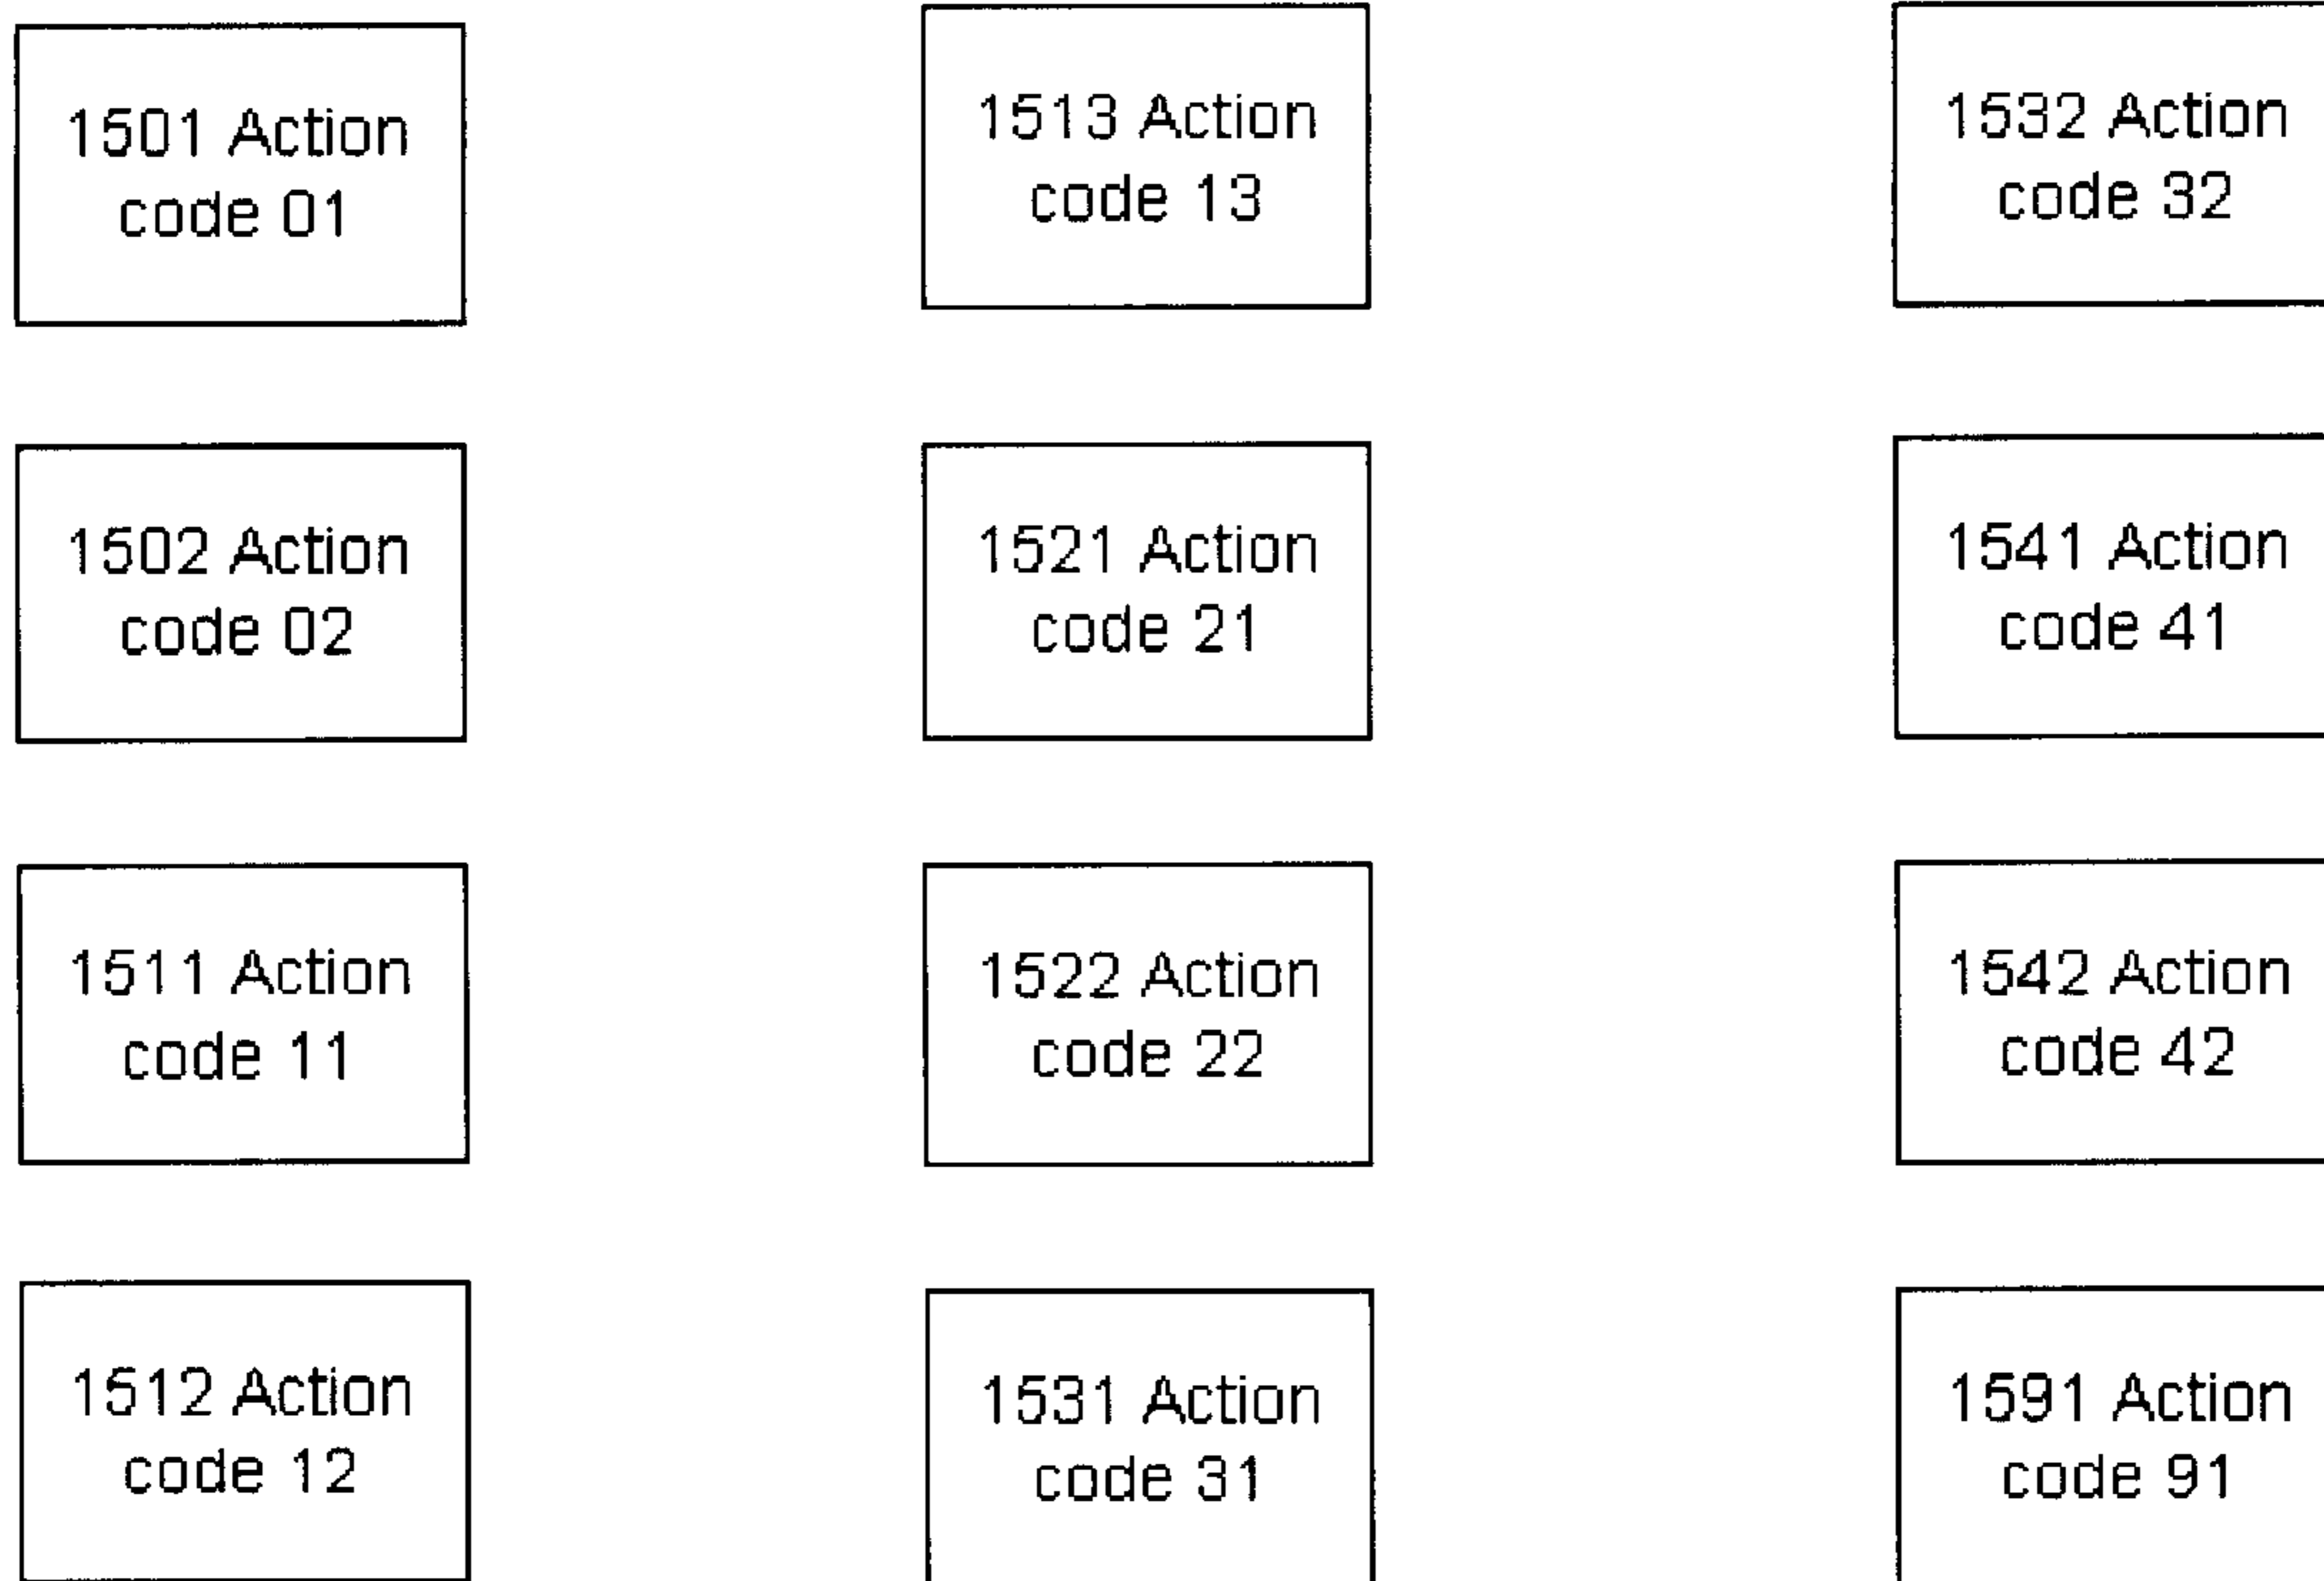 1501 Action
code 01
1502 Action
code 02
1511 Action
code 11
1512 Action
code 12
1513 Action
code 13
1521 Action
code 21
1522 Action
code 22
1531 Action
code 31
1532 Action
code 32
1541 Action
code 41
1542 Action
code 42
1591 Action
code 91